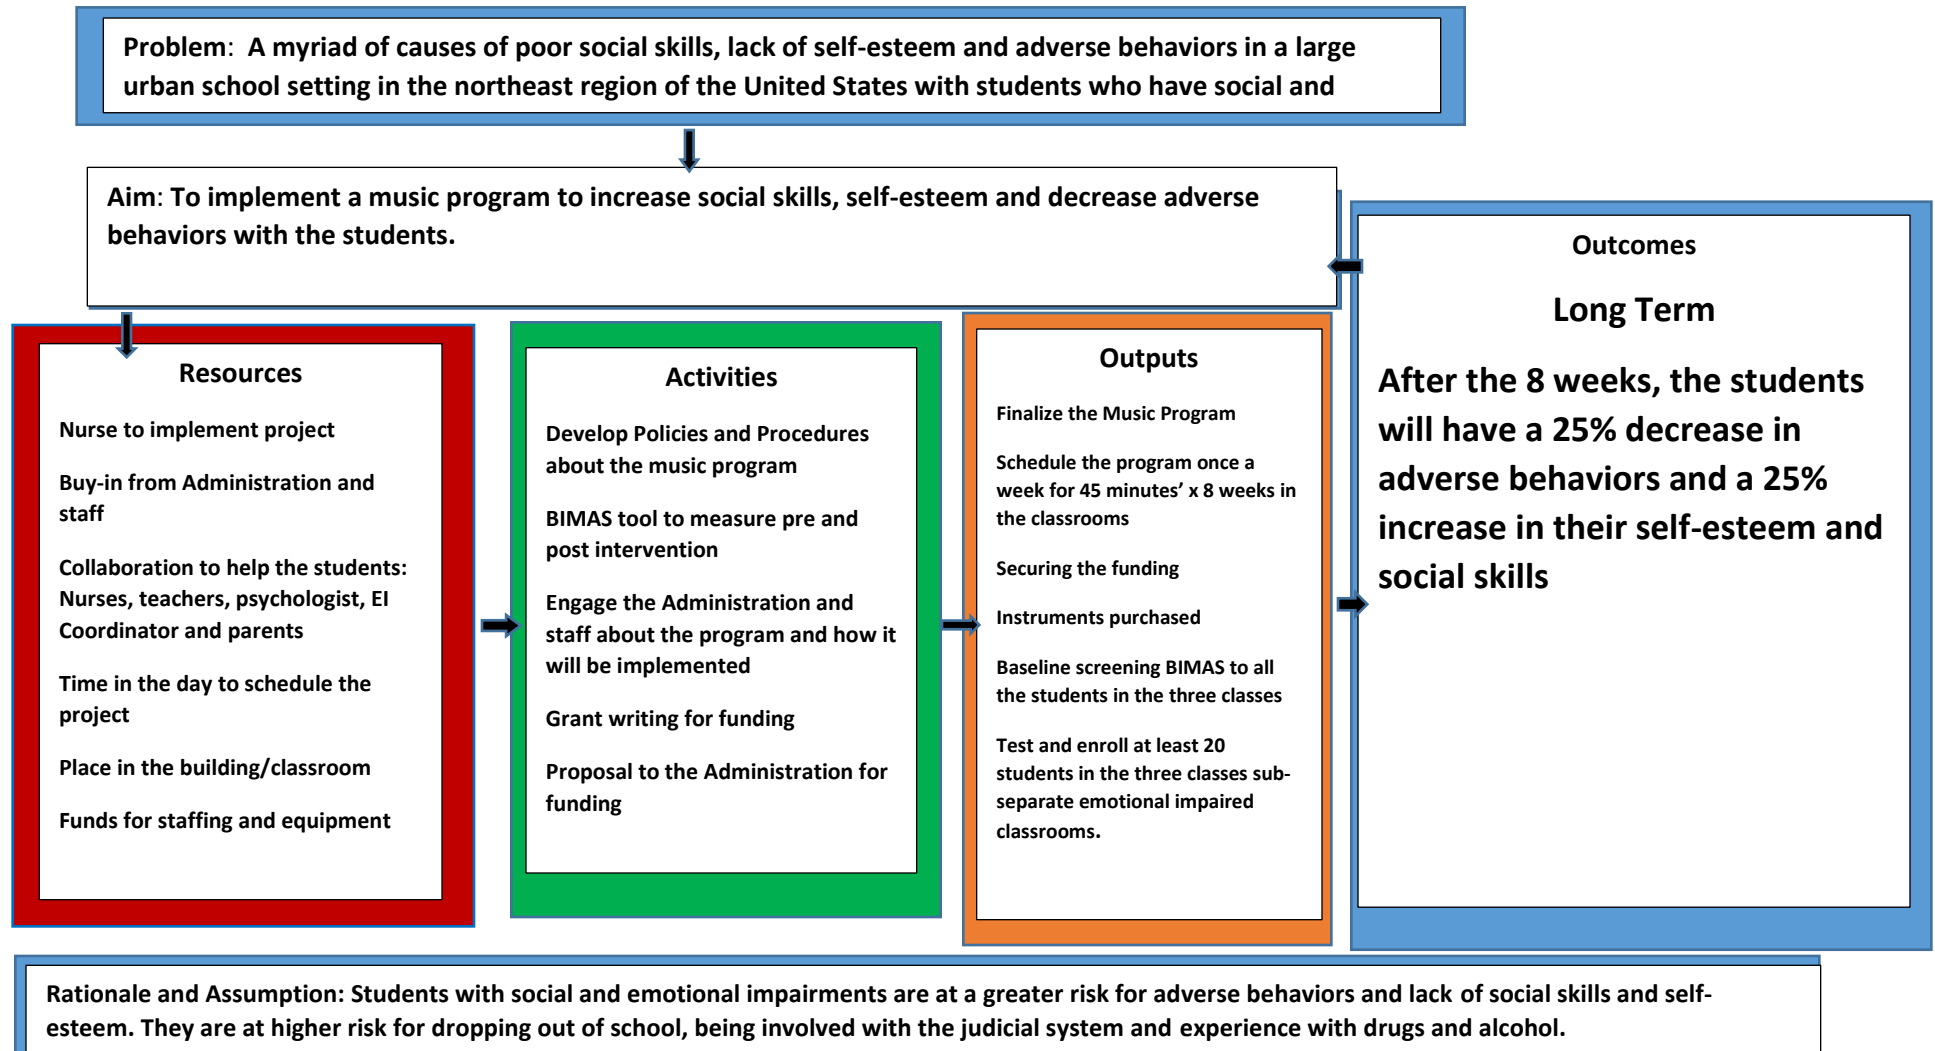 Problem: A myriad of causes of poor social skills, lack of self-esteem and adverse behaviors in a large
urban school setting in the northeast region of the United States with students who have social and
Aim: To implement a music program to increase social skills, self-esteem and decrease adverse
behaviors with the students.
Resources
Nurse to implement project
Buy-in from Administration and
staff
Collaboration to help the students:
Nurses, teachers, psychologist, EI
Coordinator and parents
Time in the day to schedule the
project
Place in the building/classroom
Funds for staffing and equipment
Activities
Develop Policies and Procedures
about the music program
BIMAS tool to measure pre and
post intervention
Engage the Administration and
staff about the program and how it
will be implemented
Grant writing for funding
Proposal to the Administration for
funding
Outputs
Finalize the Music Program
Schedule the program once a
week for 45 minutes’ x 8 weeks in
the classrooms
Securing the funding
Instruments purchased
Baseline screening BIMAS to all
the students in the three classes
Test and enroll at least 20
students in the three classes sub-
separate emotional impaired
classrooms.
Outcomes
Long Term
After the 8 weeks, the students
will have a 25% decrease in
adverse behaviors and a 25%
increase in their self-esteem and
social skills
Rationale and Assumption: Students with social and emotional impairments are at a greater risk for adverse behaviors and lack of social skills and self-
esteem. They are at higher risk for dropping out of school, being involved with the judicial system and experience with drugs and alcohol.